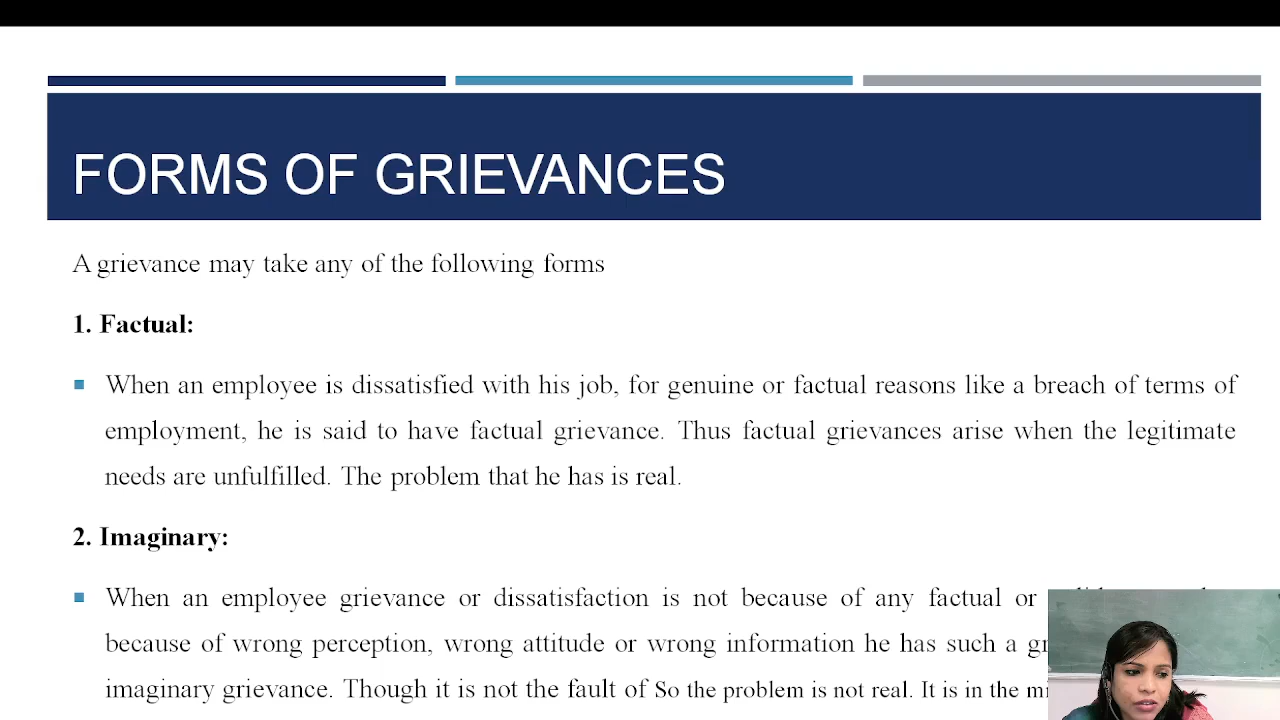 FORMS OF GRIEVANCES
A grievance may take any of the following forms
1. Factual:
When an employee is dissatisfied with his job, for genuine or factual reasons like a breach of terms of
employment, he is said to have factual grievance. Thus factual grievances arise when the legitimate
needs are unfulfilled. The problem that he has is real.
2. Imaginary:
When an employee grievance or dissatisfaction is not because of any factual or
because of wrong perception, wrong attitude or wrong information he has such a
imaginary grievance. Though it is not the fault of So the problem is not real. It is in the